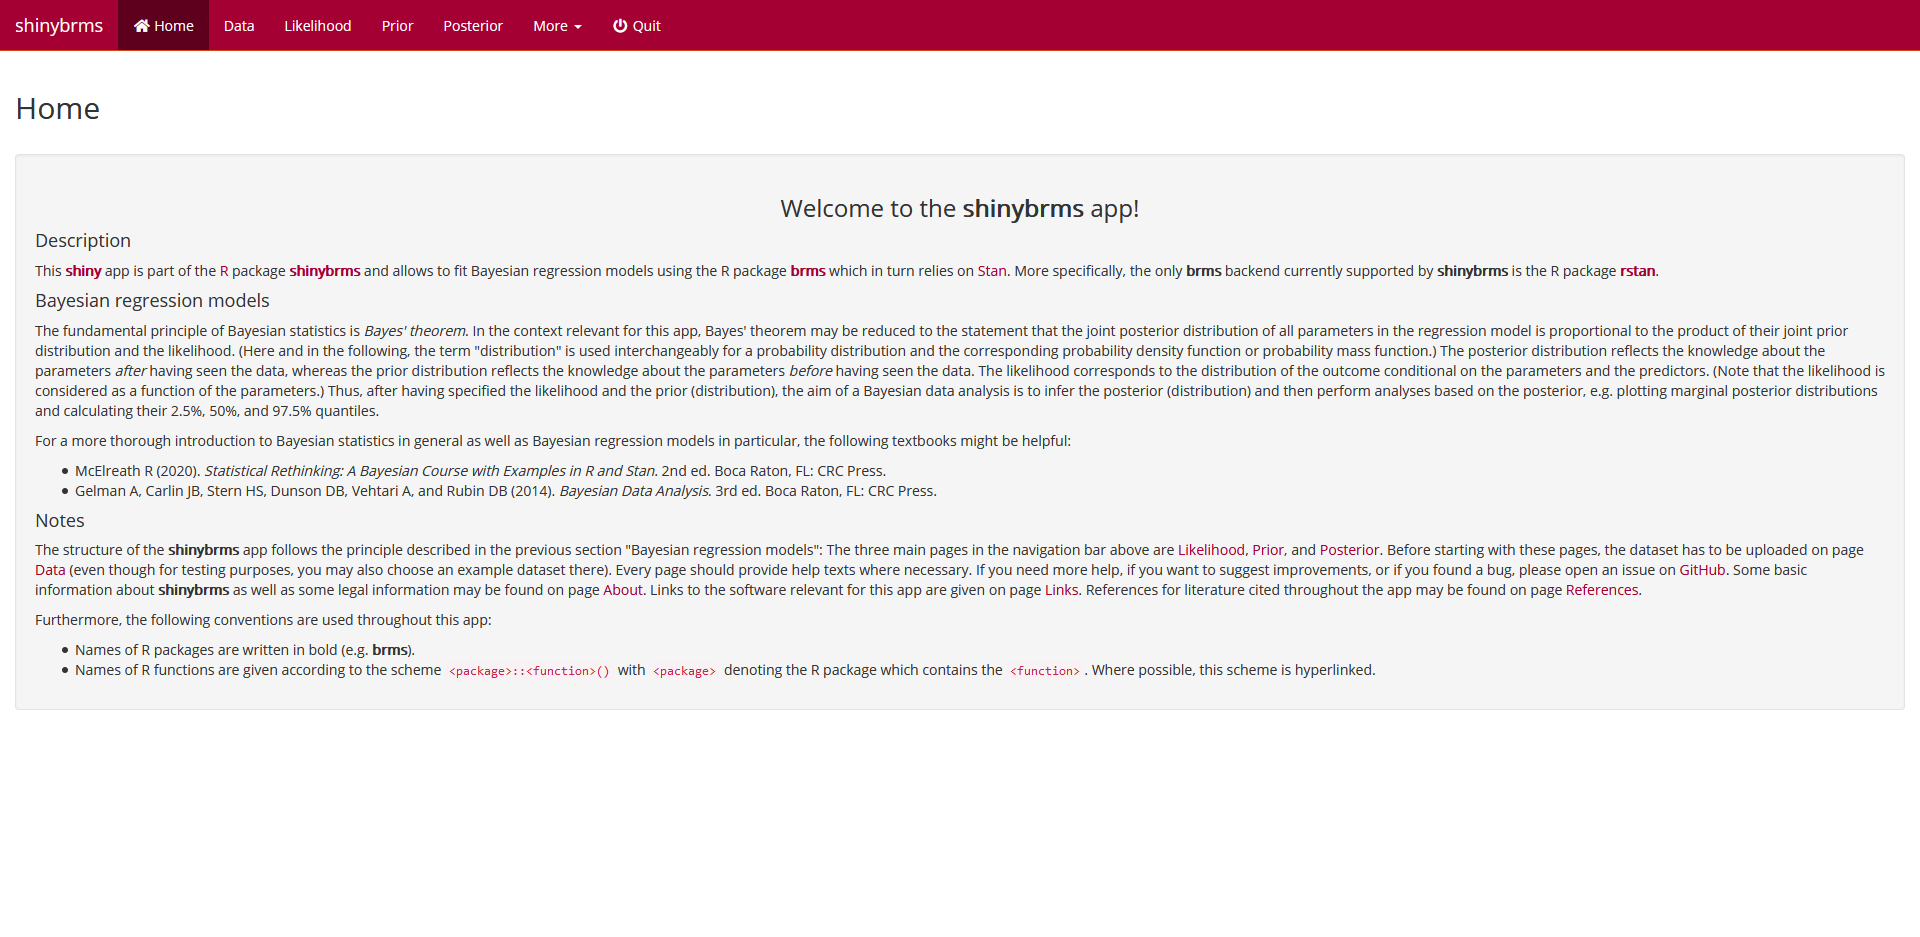 shinybrms Home Data Likelihood Prior Posterior More Quit
Home
Welcome to the shinybrms app!
Description
This shiny app is part of the R package shinybrms and allows to fit Bayesian regression models using the R package brms which in turn relies on Stan. More specifically, the only brms backend currently supported by shinybrms is the R package rstan.
Bayesian regression models
The fundamental principle of Bayesian statistics is Bayes' theorem. In the context relevant for this app, Bayes' theorem may be reduced to the statement that the joint posterior distribution of all parameters in the regression model is proportional to the product of their joint prior
distribution and the likelihood. (Here and in the following, the term "distribution" is used interchangeably for a probability distribution and the corresponding probability density function or probability mass function.) The posterior distribution reflects the knowledge about the
parameters after having seen the data, whereas the prior distribution reflects the knowledge about the parameters before having seen the data. The likelihood corresponds to the distribution of the outcome conditional on the parameters and the predictors. (Note that the likelihood is
considered as a function of the parameters.) Thus, after having specified the likelihood and the prior (distribution), the aim of a Bayesian data analysis is to infer the posterior (distribution) and then perform analyses based on the posterior, e.g. plotting marginal posterior distributions
and calculating their 2.5%, 50%, and 97.5% quantiles.
For a more thorough introduction to Bayesian statistics in general as well as Bayesian regression models in particular, the following textbooks might be helpful:
• McElreath R (2020). Statistical Rethinking: A Bayesian Course with Examples in R and Stan. 2nd ed. Boca Raton, FL: CRC Press.
• Gelman A, Carlin JB, Stern HS, Dunson DB, Vehtari A, and Rubin DB (2014). Bayesian Data Analysis. 3rd ed. Boca Raton, FL: CRC Press.
Notes
The structure of the shinybrms app follows the principle described in the previous section "Bayesian regression models": The three main pages in the navigation bar above are Likelihood, Prior, and Posterior. Before starting with these pages, the dataset has to be uploaded on page
Data (even though for testing purposes, you may also choose an example dataset there). Every page should provide help texts where necessary. If you need more help, if you want to suggest improvements, or if you found a bug, please open an issue on GitHub. Some basic
information about shinybrms as well as some legal information may be found on page About. Links to the software relevant for this app are given on page Links. References for literature cited throughout the app may be found on page References.
Furthermore, the following conventions are used throughout this app:
• Names of R packages are written in bold (e.g. brms).
• Names of R functions are given according to the scheme <package>::<function>() with <package> denoting the R package which contains the <function>. Where possible, this scheme is hyperlinked.